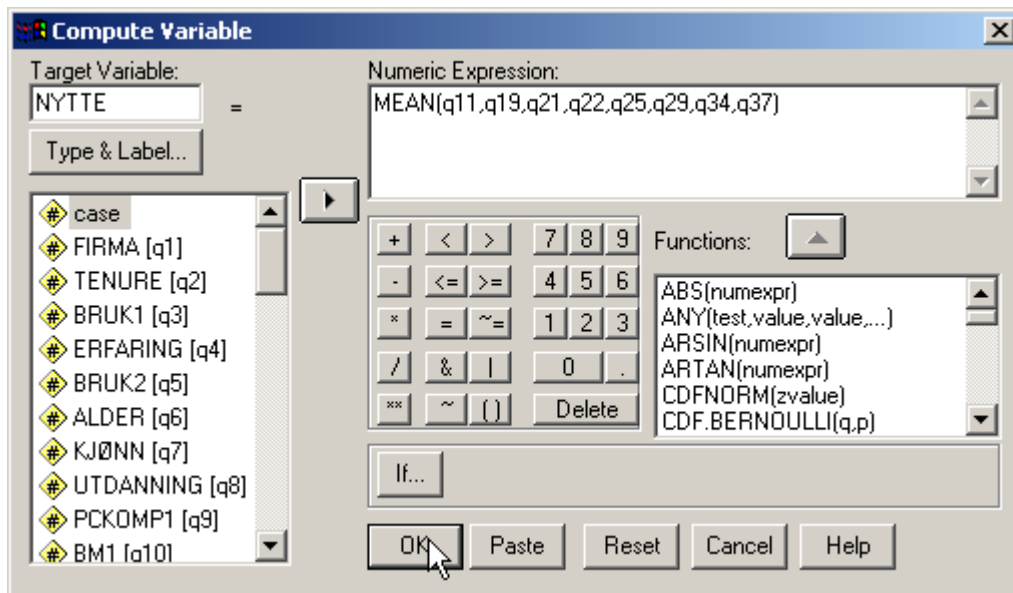 Compute Variable
Target Variable:
NYTTE
=
Type & Label...
Numeric Expression:
MEAN(q11,q19,q21,q22,q25,q29,q34,q37)
case
FIRMA [q1]
TENURE [q2]
BRUK1 [q3]
ERFARING [q4]
BRUK2 [q5]
ALDER [q6]
KJØNN [q7]
UTDANNING [q8]
PCKOMP1 [q9]
BM1 [q10]
+ < > 7 8 9
- <= >= 4 5 6
* = ~= 1 2 3
/ & | 0 .
** ~ () Delete
Functions:
ABS(numexpr)
ANY(test,value,value,...)
ARSIN(numexpr)
ARTAN(numexpr)
CDFNORM(zvalue)
CDF.BERNOULLI(q,p)
If...
OK Paste Reset Cancel Help